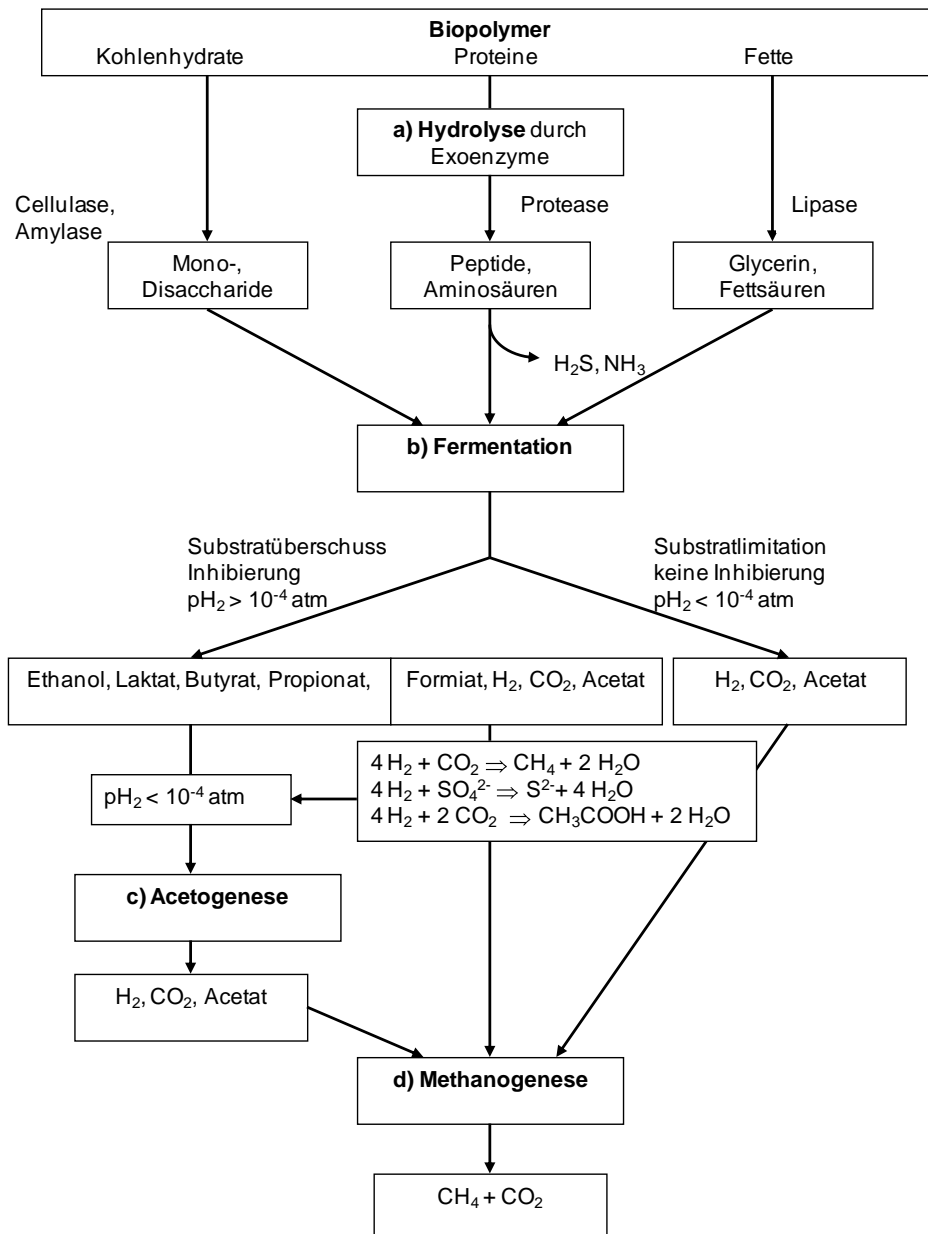 Biopolymer
Kohlenhydrate Proteine Fette
a) Hydrolyse durch
Exoenzyme
Cellulase,
Amylase
Protease
Lipase
Mono-,
Disaccharide
Peptide,
Aminosäuren
Glycerin,
Fettsäuren
H₂S, NH₃
b) Fermentation
Substratüberschuss
Inhibierung
pH₂ > 10⁻⁴ atm
Substratlimitation
keine Inhibierung
pH₂ < 10⁻⁴ atm
Ethanol, Laktat, Butyrat, Propionat,
Formiat, H₂, CO₂, Acetat
H₂, CO₂, Acetat
4 H₂ + CO₂ ⇒ CH₄ + 2 H₂O
4 H₂ + SO₄²⁻ ⇒ S²⁻ + 4 H₂O
4 H₂ + 2 CO₂ ⇒ CH₃COOH + 2 H₂O
pH₂ < 10⁻⁴ atm
c) Acetogenese
H₂, CO₂, Acetat
d) Methanogenese
CH₄ + CO₂